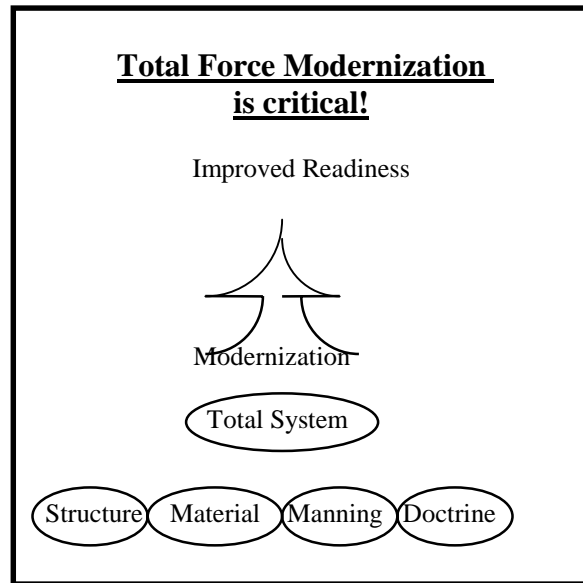 Total Force Modernization
is critical!
Improved Readiness
Modernization
Total System
Structure Material Manning Doctrine